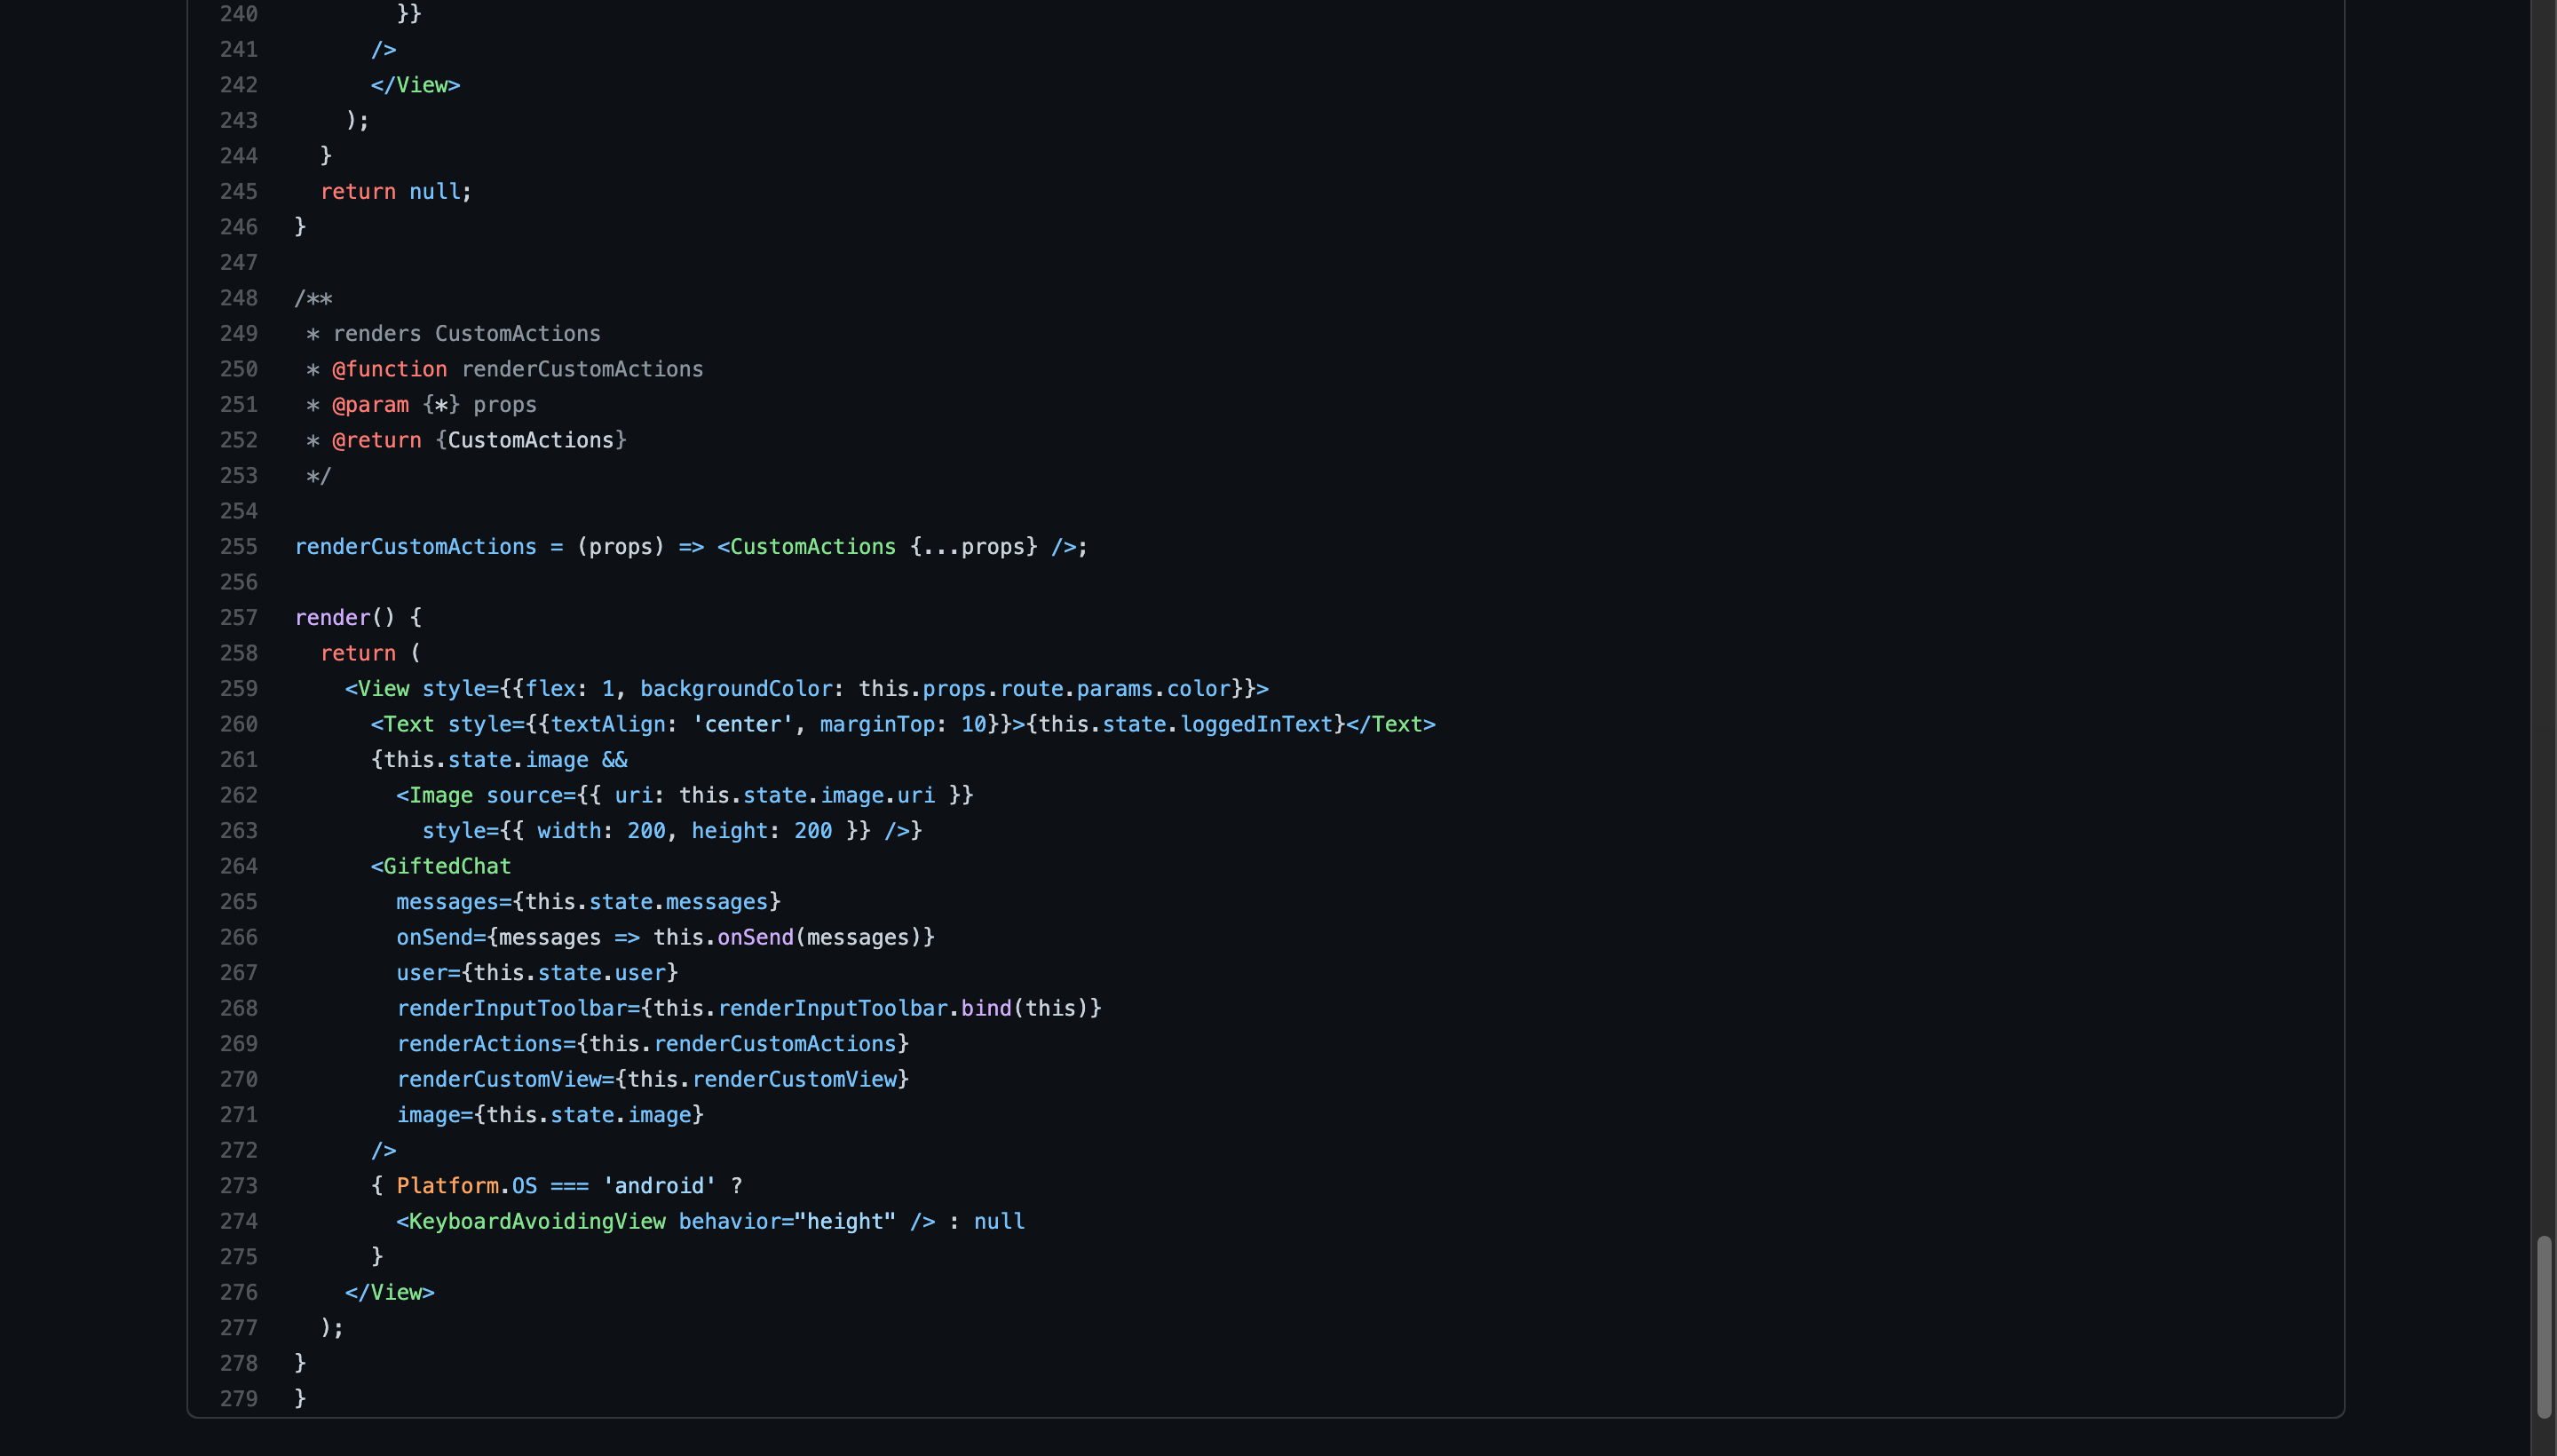 240           }}
241         />
242         </View>
243       );
244     }
245     return null;
246   }
247
248   /**
249    * renders CustomActions
250    * @function renderCustomActions
251    * @param {*} props
252    * @return {CustomActions}
253    */
254
255   renderCustomActions = (props) => <CustomActions {...props} />;
256
257   render() {
258     return (
259       <View style={{flex: 1, backgroundColor: this.props.route.params.color}}>
260         <Text style={{textAlign: 'center', marginTop: 10}}>{this.state.loggedInText}</Text>
261         {this.state.image &&
262           <Image source={{ uri: this.state.image.uri }}
263             style={{ width: 200, height: 200 }} />}
264         <GiftedChat
265           messages={this.state.messages}
266           onSend={messages => this.onSend(messages)}
267           user={this.state.user}
268           renderInputToolbar={this.renderInputToolbar.bind(this)}
269           renderActions={this.renderCustomActions}
270           renderCustomView={this.renderCustomView}
271           image={this.state.image}
272         />
273         { Platform.OS === 'android' ?
274           <KeyboardAvoidingView behavior="height" /> : null
275         }
276       </View>
277     );
278   }
279   }